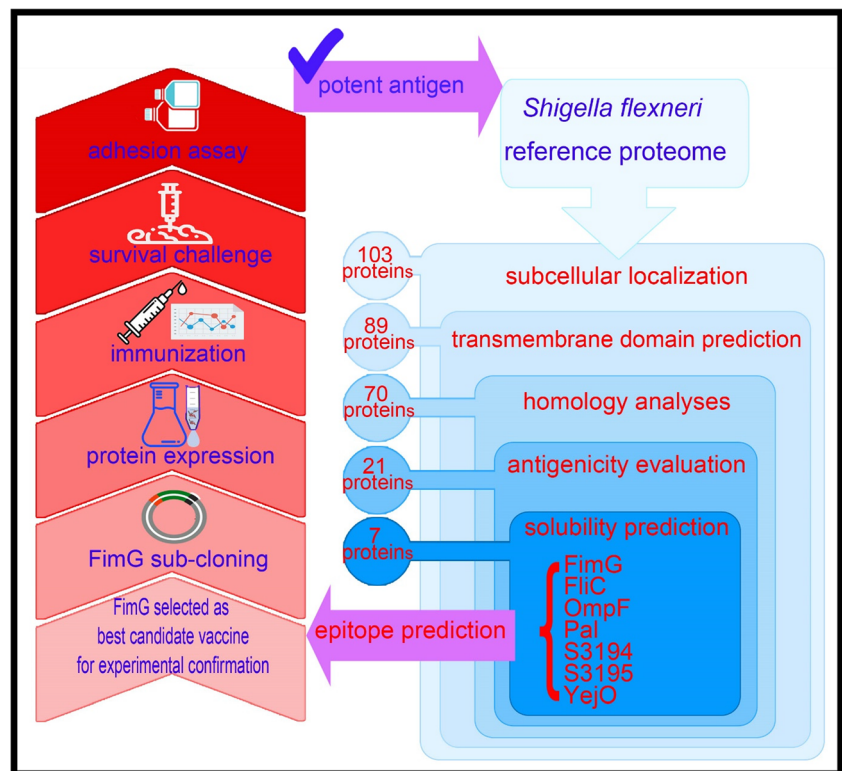 potent antigen
Shigella flexneri
reference proteome
103
proteins
subcellular localization
89
proteins
transmembrane domain prediction
70
proteins
homology analyses
21
proteins
antigenicity evaluation
7
proteins
solubility prediction
FimG
FliC
OmpF
Pal
S3194
S3195
YejO
epitope prediction
adhesion assay
survival challenge
immunization
protein expression
FimG sub-cloning
FimG selected as
best candidate vaccine
for experimental confirmation